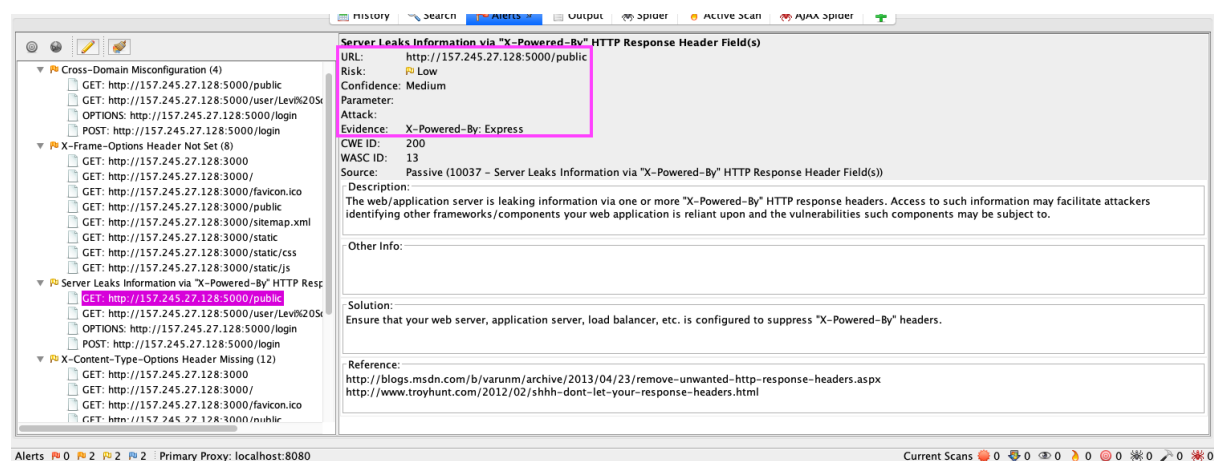 History Search Alerts Output Spider Active Scan AJAX Spider
Cross-Domain Misconfiguration (4)
GET: http://157.245.27.128:5000/public
GET: http://157.245.27.128:5000/user/Levi%20Sc
OPTIONS: http://157.245.27.128:5000/login
POST: http://157.245.27.128:5000/login
X-Frame-Options Header Not Set (8)
GET: http://157.245.27.128:3000
GET: http://157.245.27.128:3000/
GET: http://157.245.27.128:3000/favicon.ico
GET: http://157.245.27.128:3000/public
GET: http://157.245.27.128:3000/sitemap.xml
GET: http://157.245.27.128:3000/static
GET: http://157.245.27.128:3000/static/css
GET: http://157.245.27.128:3000/static/js
Server Leaks Information via "X-Powered-By" HTTP Resp
GET: http://157.245.27.128:5000/public
GET: http://157.245.27.128:5000/user/Levi%20Sc
OPTIONS: http://157.245.27.128:5000/login
POST: http://157.245.27.128:5000/login
X-Content-Type-Options Header Missing (12)
GET: http://157.245.27.128:3000
GET: http://157.245.27.128:3000/
GET: http://157.245.27.128:3000/favicon.ico
GET: http://157.245.27.128:3000/public
Server Leaks Information via "X-Powered-By" HTTP Response Header Field(s)
URL: http://157.245.27.128:5000/public
Risk: Low
Confidence: Medium
Parameter:
Attack:
Evidence: X-Powered-By: Express
CWE ID: 200
WASC ID: 13
Source: Passive (10037 - Server Leaks Information via "X-Powered-By" HTTP Response Header Field(s))
Description:
The web/application server is leaking information via one or more "X-Powered-By" HTTP response headers. Access to such information may facilitate attackers
identifying other frameworks/components your web application is reliant upon and the vulnerabilities such components may be subject to.
Other Info:
Solution:
Ensure that your web server, application server, load balancer, etc. is configured to suppress "X-Powered-By" headers.
Reference:
http://blogs.msdn.com/b/varunm/archive/2013/04/23/remove-unwanted-http-response-headers.aspx
http://www.troyhunt.com/2012/02/shhh-dont-let-your-response-headers.html
Alerts 0 2 2 2 Primary Proxy: localhost:8080 Current Scans 0 0 0 0 0 0 0 0